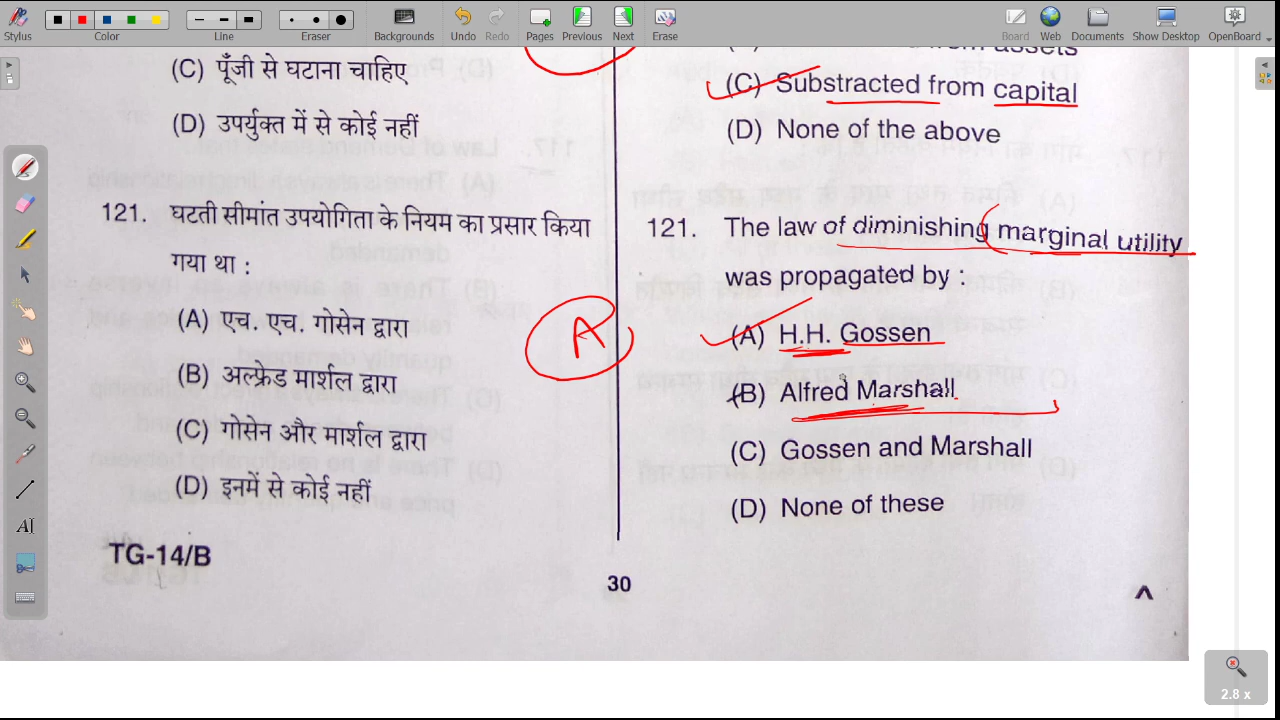 Stylus
Color
Line
Eraser
Backgrounds
Undo
Redo
Pages
Previous
Next
Erase
Board
Web
Documents
Show Desktop
OpenBoard
(C) पूँजी से घटाना चाहिए
(D) उपर्युक्त में से कोई नहीं
121. घटती सीमांत उपयोगिता के नियम का प्रसार किया
गया था :
(A) एच. एच. गोसेन द्वारा
(B) अल्फ्रेड मार्शल द्वारा
(C) गोसेन और मार्शल द्वारा
(D) इनमें से कोई नहीं
TG-14/B
A
from assets
(C) Substracted from capital
(D) None of the above
121. The law of diminishing marginal utility
was propagated by :
(A) H.H. Gossen
(B) Alfred Marshall
(C) Gossen and Marshall
(D) None of these
30
2.8 x